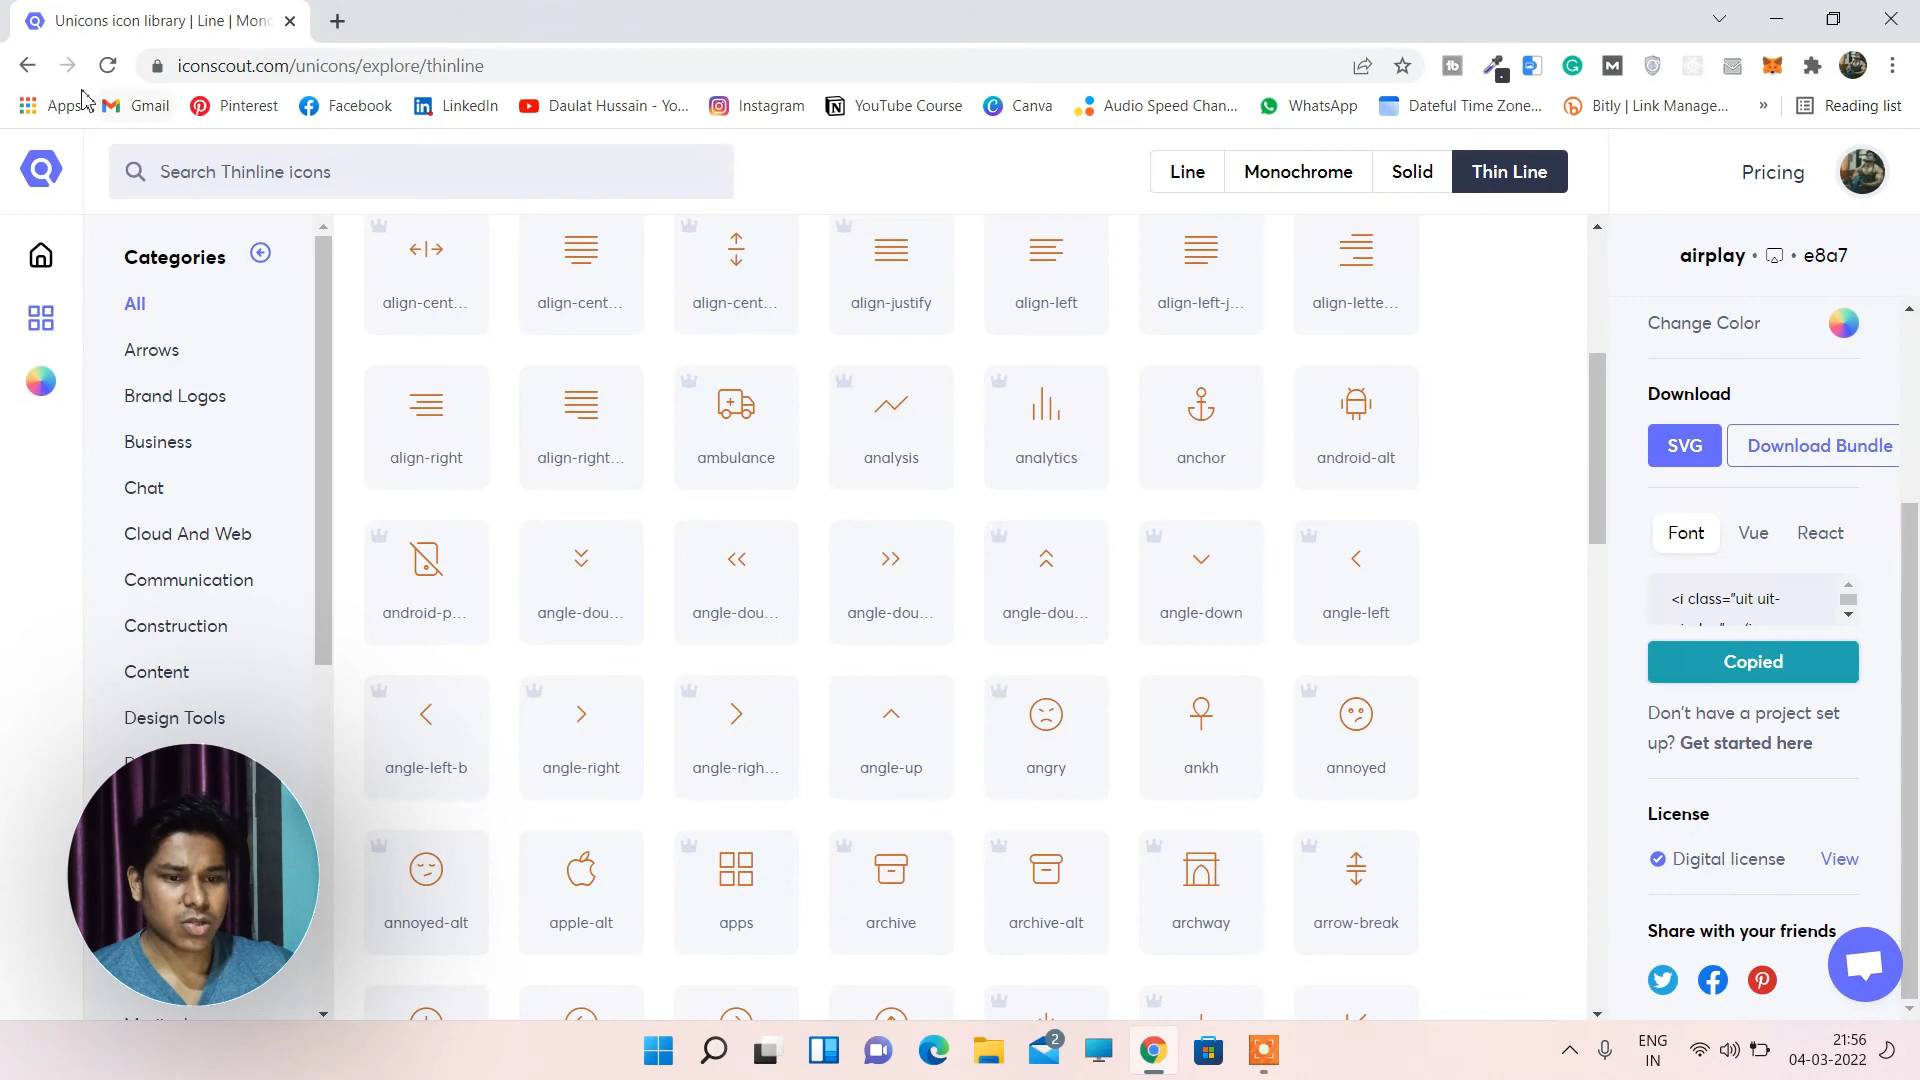 Unicons icon library | Line | Mono
iconscout.com/unicons/explore/thinline
Apps
Gmail
Pinterest
Facebook
LinkedIn
Daulat Hussain - Yo...
Instagram
YouTube Course
Canva
Audio Speed Chan...
WhatsApp
Dateful Time Zone...
Bitly | Link Manage...
»
Reading list
Search Thinline icons
Line
Monochrome
Solid
Thin Line
Pricing
Categories
All
Arrows
Brand Logos
Business
Chat
Cloud And Web
Communication
Construction
Content
Design Tools
align-cent...
align-cent...
align-cent...
align-justify
align-left
align-left-j...
align-lette...
align-right
align-right...
ambulance
analysis
analytics
anchor
android-alt
android-p...
angle-dou...
angle-dou...
angle-dou...
angle-dou...
angle-down
angle-left
angle-left-b
angle-right
angle-righ...
angle-up
angry
ankh
annoyed
annoyed-alt
apple-alt
apps
archive
archive-alt
archway
arrow-break
airplay • • e8a7
Change Color
Download
SVG
Download Bundle
Font
Vue
React
<i class="uit uit-
Copied
Don't have a project set
up? Get started here
License
Digital license
View
Share with your friends
2
ENG
IN
21:56
04-03-2022